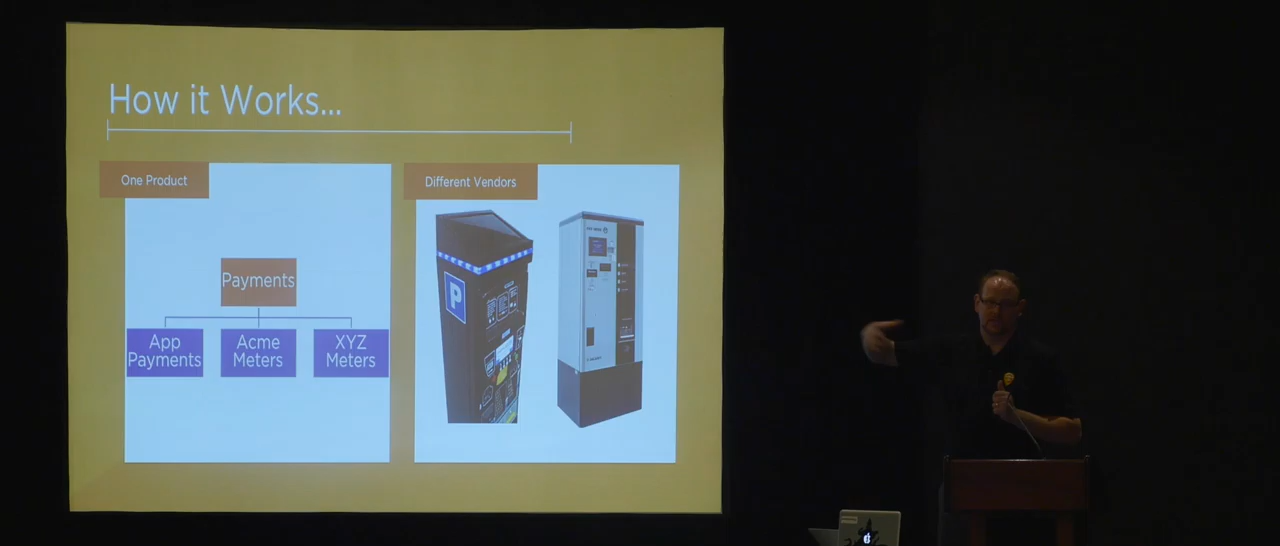 How it Works...
One Product
Different Vendors
Payments
App
Payments
Acme
Meters
XYZ
Meters
P